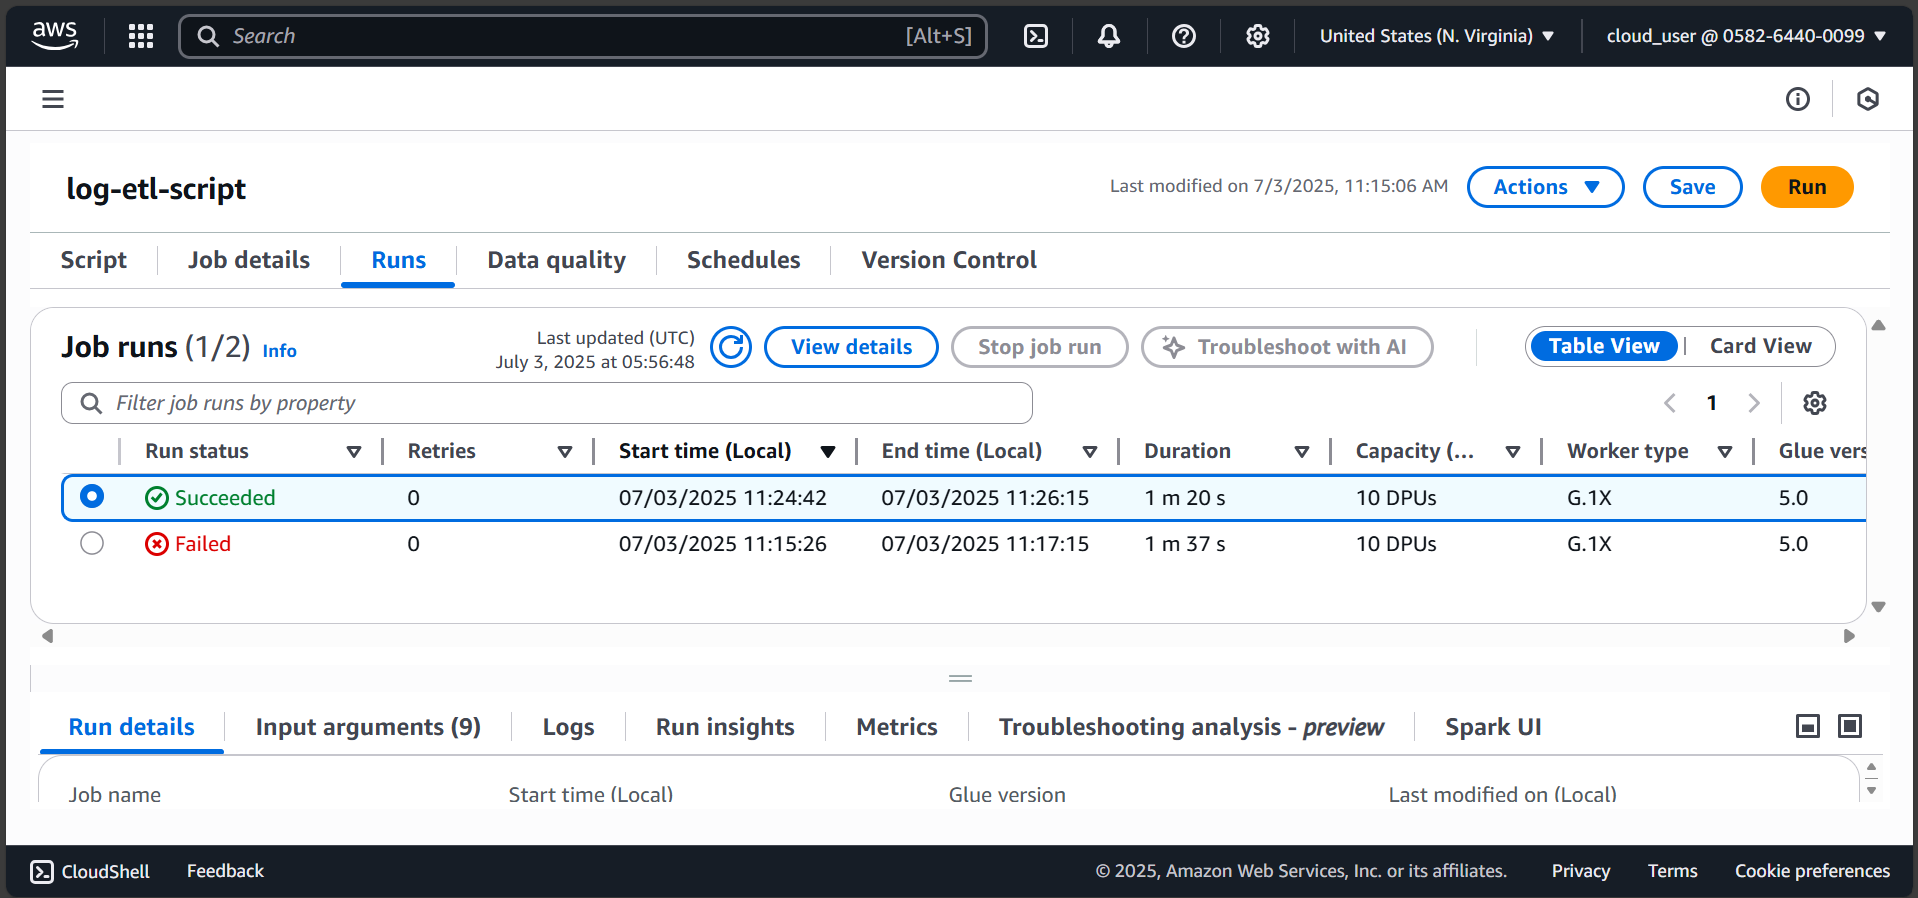 aws
Search [Alt+S]
United States (N. Virginia)
cloud_user @ 0582-6440-0099
log-etl-script
Last modified on 7/3/2025, 11:15:06 AM
Actions
Save
Run
Script
Job details
Runs
Data quality
Schedules
Version Control
Job runs (1/2) Info
Last updated (UTC)
July 3, 2025 at 05:56:48
View details
Stop job run
Troubleshoot with AI
Table View
Card View
Filter job runs by property
1
Run status Retries Start time (Local) End time (Local) Duration Capacity (... Worker type Glue vers
Succeeded 0 07/03/2025 11:24:42 07/03/2025 11:26:15 1 m 20 s 10 DPUs G.1X 5.0
Failed 0 07/03/2025 11:15:26 07/03/2025 11:17:15 1 m 37 s 10 DPUs G.1X 5.0
Run details
Input arguments (9)
Logs
Run insights
Metrics
Troubleshooting analysis - preview
Spark UI
Job name Start time (Local) Glue version Last modified on (Local)
CloudShell
Feedback
© 2025, Amazon Web Services, Inc. or its affiliates.
Privacy
Terms
Cookie preferences